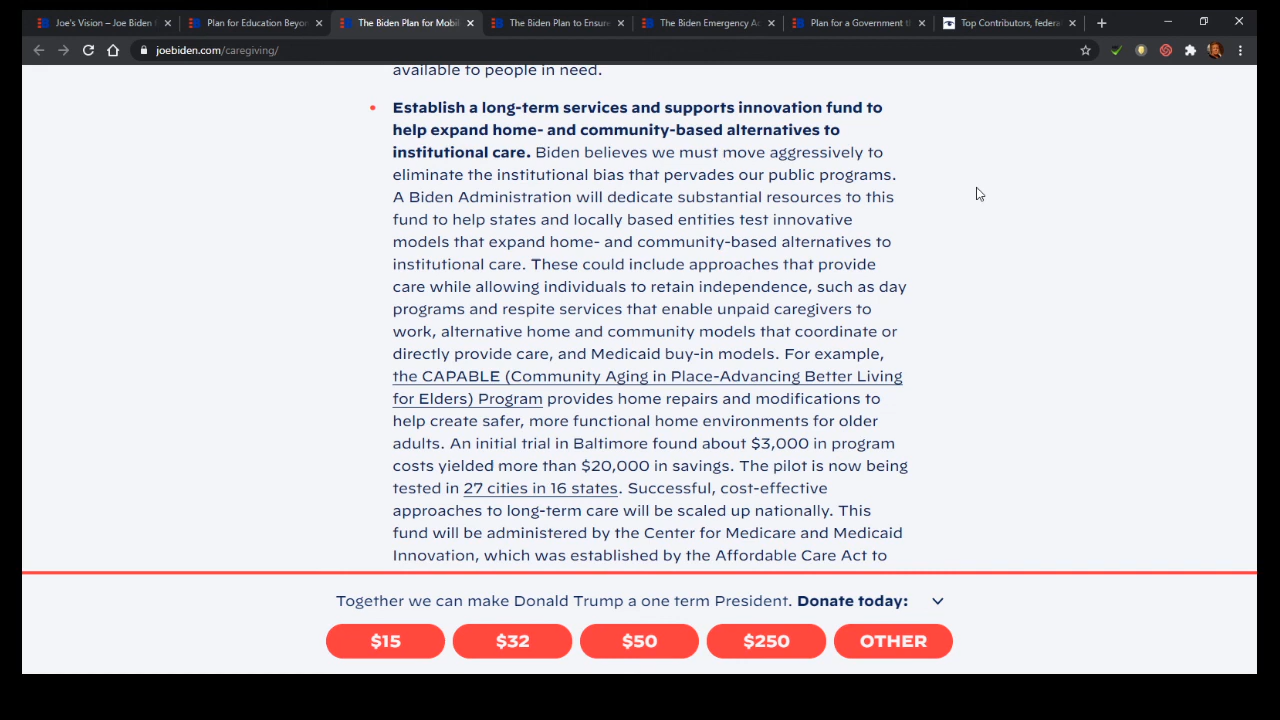 Joe's Vision – Joe Biden
Plan for Education Beyon
The Biden Plan for Mobil
The Biden Plan to Ensure
The Biden Emergency Ac
Plan for a Government t
Top Contributors, federa
joebiden.com/caregiving/
available to people in need.
• Establish a long-term services and supports innovation fund to
help expand home- and community-based alternatives to
institutional care. Biden believes we must move aggressively to
eliminate the institutional bias that pervades our public programs.
A Biden Administration will dedicate substantial resources to this
fund to help states and locally based entities test innovative
models that expand home- and community-based alternatives to
institutional care. These could include approaches that provide
care while allowing individuals to retain independence, such as day
programs and respite services that enable unpaid caregivers to
work, alternative home and community models that coordinate or
directly provide care, and Medicaid buy-in models. For example,
the CAPABLE (Community Aging in Place-Advancing Better Living
for Elders) Program provides home repairs and modifications to
help create safer, more functional home environments for older
adults. An initial trial in Baltimore found about $3,000 in program
costs yielded more than $20,000 in savings. The pilot is now being
tested in 27 cities in 16 states. Successful, cost-effective
approaches to long-term care will be scaled up nationally. This
fund will be administered by the Center for Medicare and Medicaid
Innovation, which was established by the Affordable Care Act to
Together we can make Donald Trump a one term President. Donate today:
$15
$32
$50
$250
OTHER